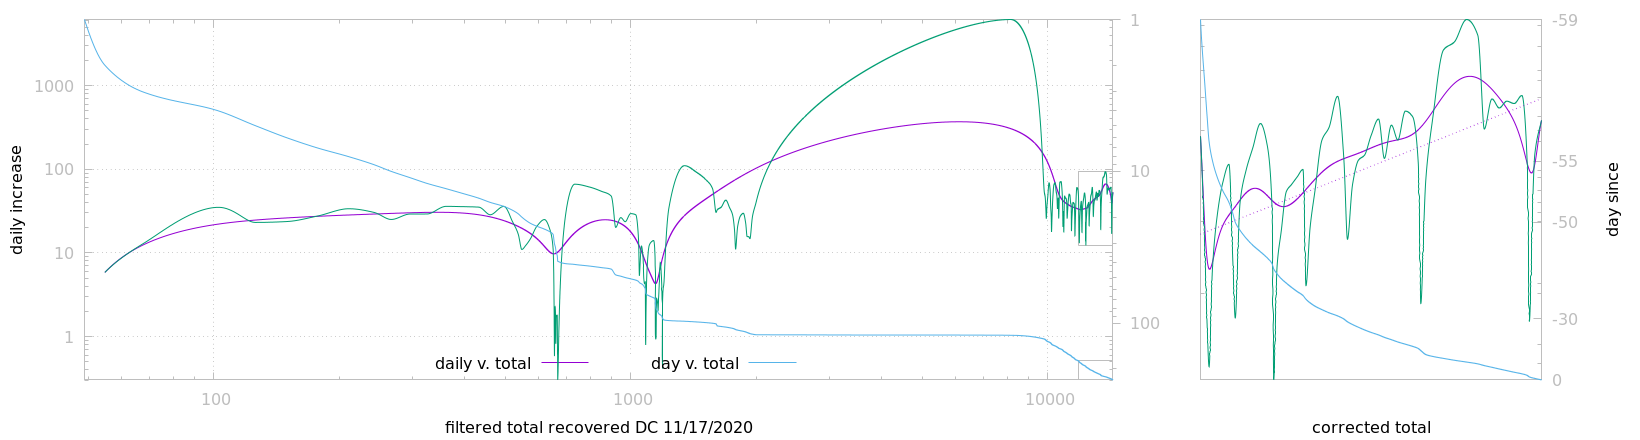 1000
100
10
1
daily increase
1
10
100
daily v. total
day v. total
100
1000
10000
filtered total recovered DC 11/17/2020
-59
-55
-50
-30
0
day since
corrected total